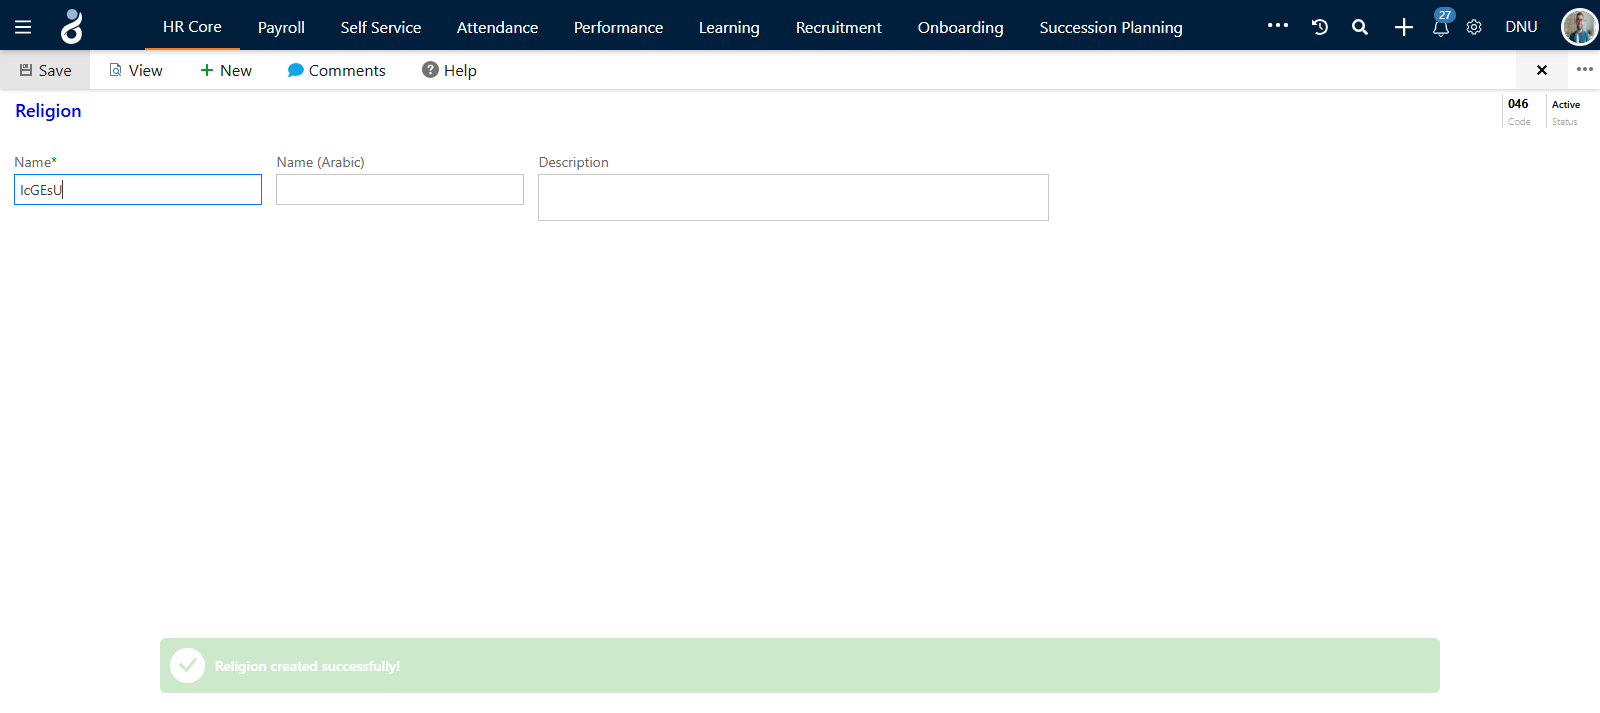 HR Core Payroll Self Service Attendance Performance Learning Recruitment Onboarding Succession Planning 27 DNU
Save View New Comments Help
Religion
046 Active
Code Status
Name* Name (Arabic) Description
IcGEsU
Religion created successfully!